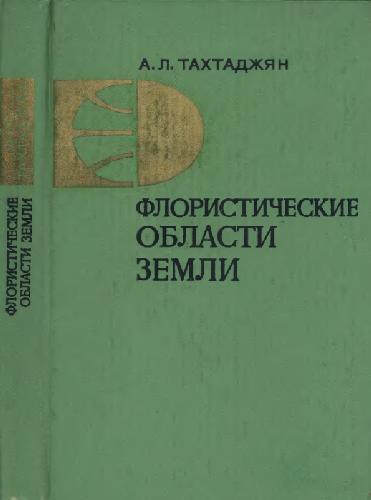 А. Л. ТАХТАДЖЯН
ФЛОРИСТИЧЕСКИЕ
ОБЛАСТИ
ЗЕМЛИ
ФЛОРИСТИЧЕСКИЕ
ОБЛАСТИ ЗЕМЛИ